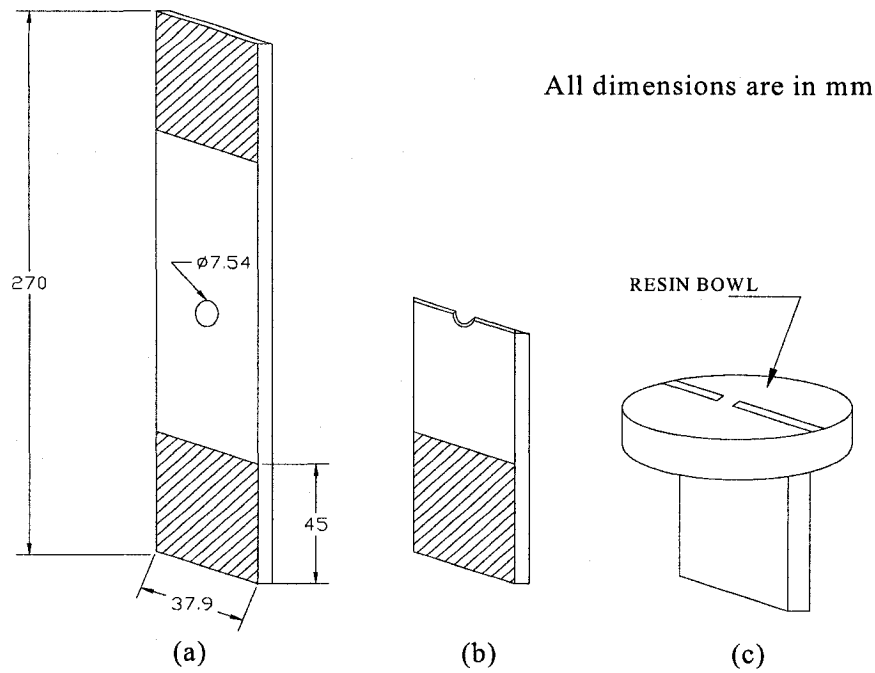 All dimensions are in mm
ø7.54
270
RESIN BOWL
45
37.9
(a)
(b)
(c)